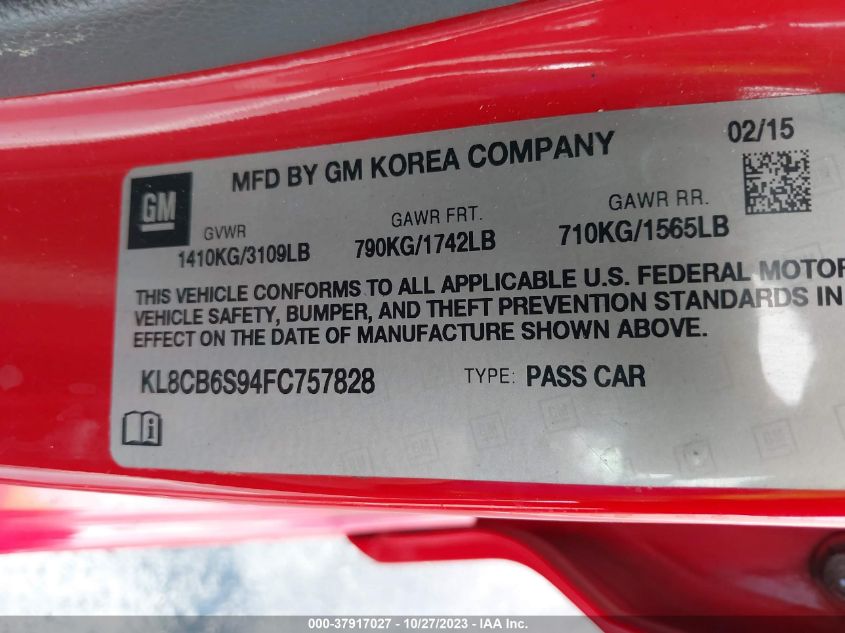 MFD BY GM KOREA COMPANY
02/15
GM
GVWR
1410KG/3109LB
GAWR FRT.
790KG/1742LB
GAWR RR.
710KG/1565LB
THIS VEHICLE CONFORMS TO ALL APPLICABLE U.S. FEDERAL MOTOR
VEHICLE SAFETY, BUMPER, AND THEFT PREVENTION STANDARDS IN
EFFECT ON THE DATE OF MANUFACTURE SHOWN ABOVE.
KL8CB6S94FC757828
TYPE: PASS CAR
000-37917027 - 10/27/2023 - IAA Inc.